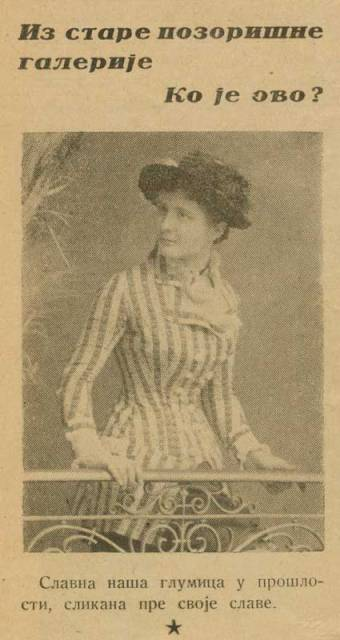 Из старе позоришне
галерије
Ко је ово?
Славна наша глумица у прошло-
сти, сликана пре своје славе.